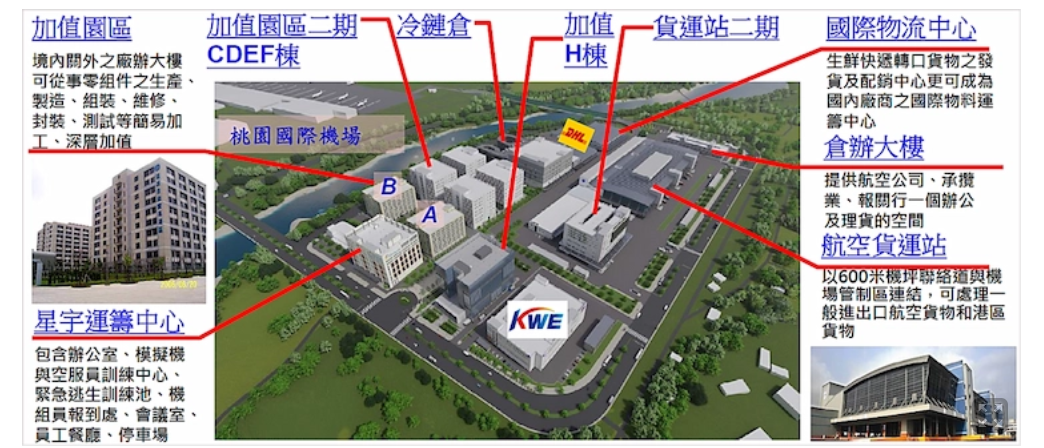 加值園區
境內關外之廠辦大樓
可從事零組件之生產、
製造、組裝、維修、
封裝、測試等簡易加
工、深層加值
加值園區二期
CDEF棟
冷鏈倉
加值
H棟
貨運站二期
國際物流中心
生鮮快遞轉口貨物之發
貨及配銷中心更可成為
國內廠商之國際物料運
籌中心
桃園國際機場
DHL
B
A
倉辦大樓
提供航空公司、承攬
業、報關行一個辦公
及理貨的空間
航空貨運站
以600米機坪聯絡道與機
場管制區連結，可處理一
般進出口航空貨物和港區
貨物
KWE
星宇運籌中心
包含辦公室、模擬機
與空服員訓練中心、
緊急逃生訓練池、機
組員報到處、會議室、
員工餐廳、停車場